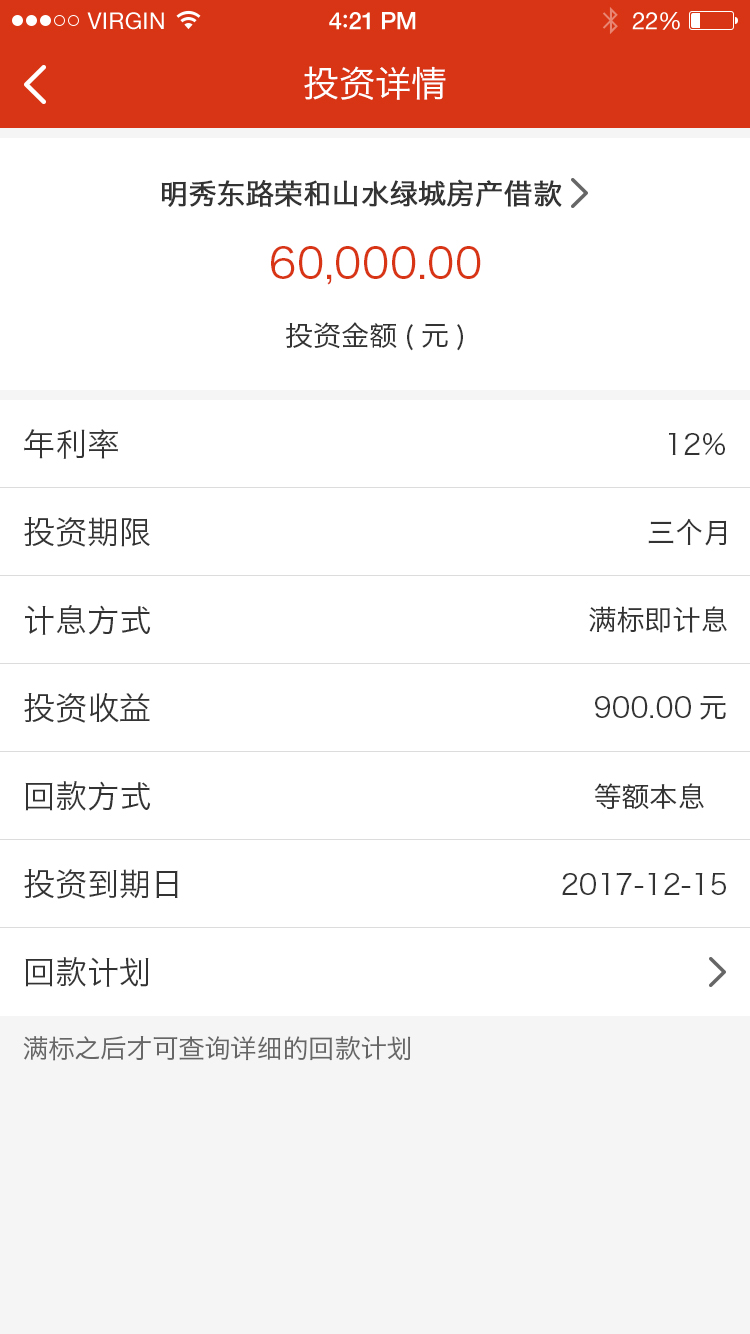 VIRGIN 4:21 PM 22%
投资详情
明秀东路荣和山水绿城房产借款
60,000.00
投资金额 ( 元 )
年利率 12%
投资期限 三个月
计息方式 满标即计息
投资收益 900.00 元
回款方式 等额本息
投资到期日 2017-12-15
回款计划
满标之后才可查询详细的回款计划